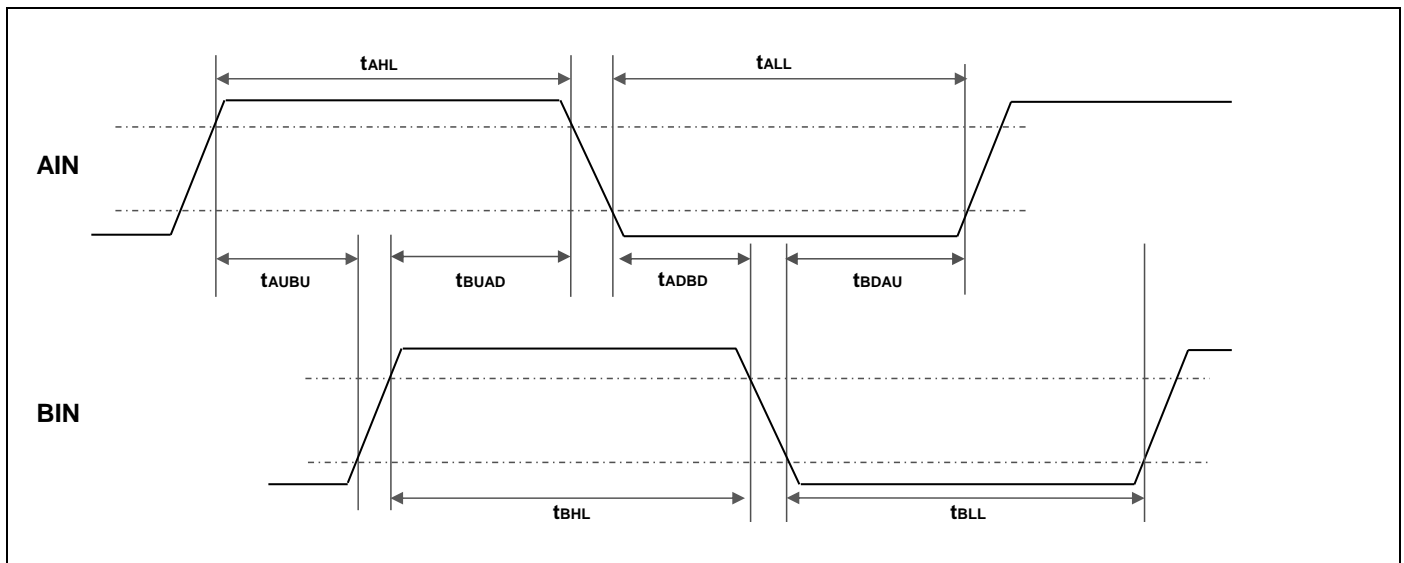 tAHL
tALL
AIN
tAUBU
tBUAD
tADBD
tBDAU
BIN
tBHL
tBLL